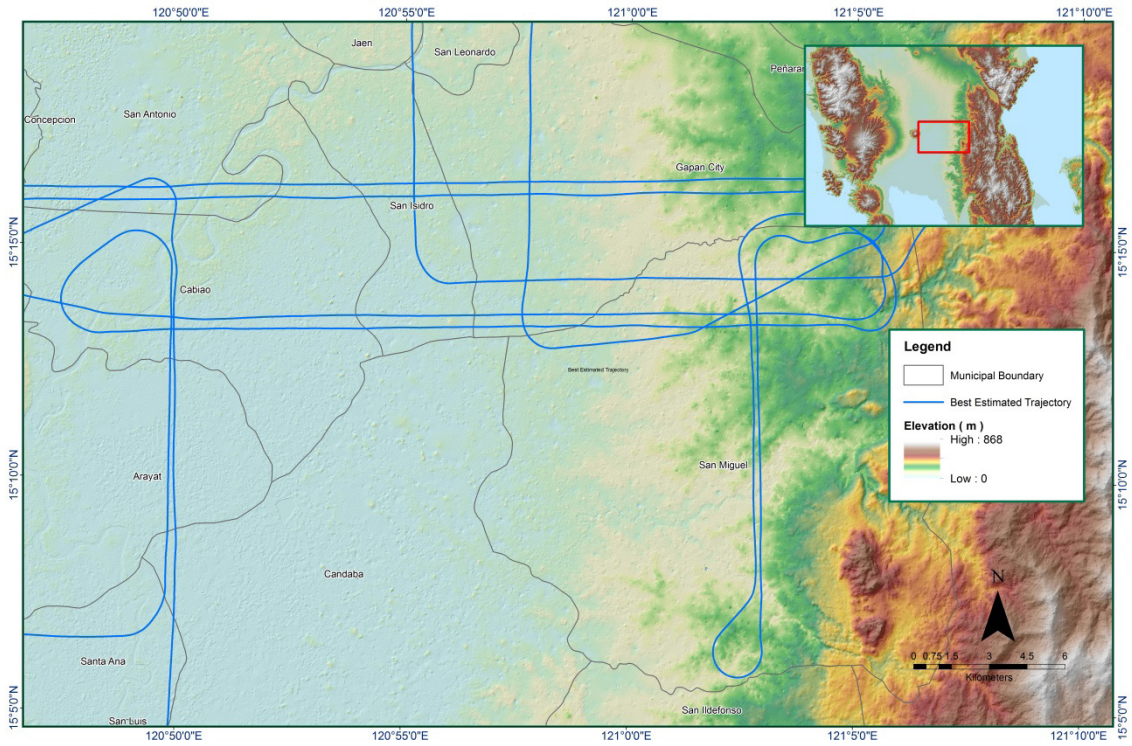 120°50'0"E
120°55'0"E
121°0'0"E
121°5'0"E
121°10'0"E
Jaen
San Leonardo
San Antonio
Concepcion
Gapan City
San Isidro
15°15'0"N
15°15'0"N
Cabiao
Best Estimated Trajectory
Legend
Municipal Boundary
Best Estimated Trajectory
Elevation ( m )
High : 868
Low : 0
Arayat
San Miguel
15°10'0"N
15°10'0"N
Candaba
N
0 0.75 1.5 3 4.5 6
Kilometers
Santa Ana
San Luis
San Ildefonso
15°5'0"N
15°5'0"N
120°50'0"E
120°55'0"E
121°0'0"E
121°5'0"E
121°10'0"E